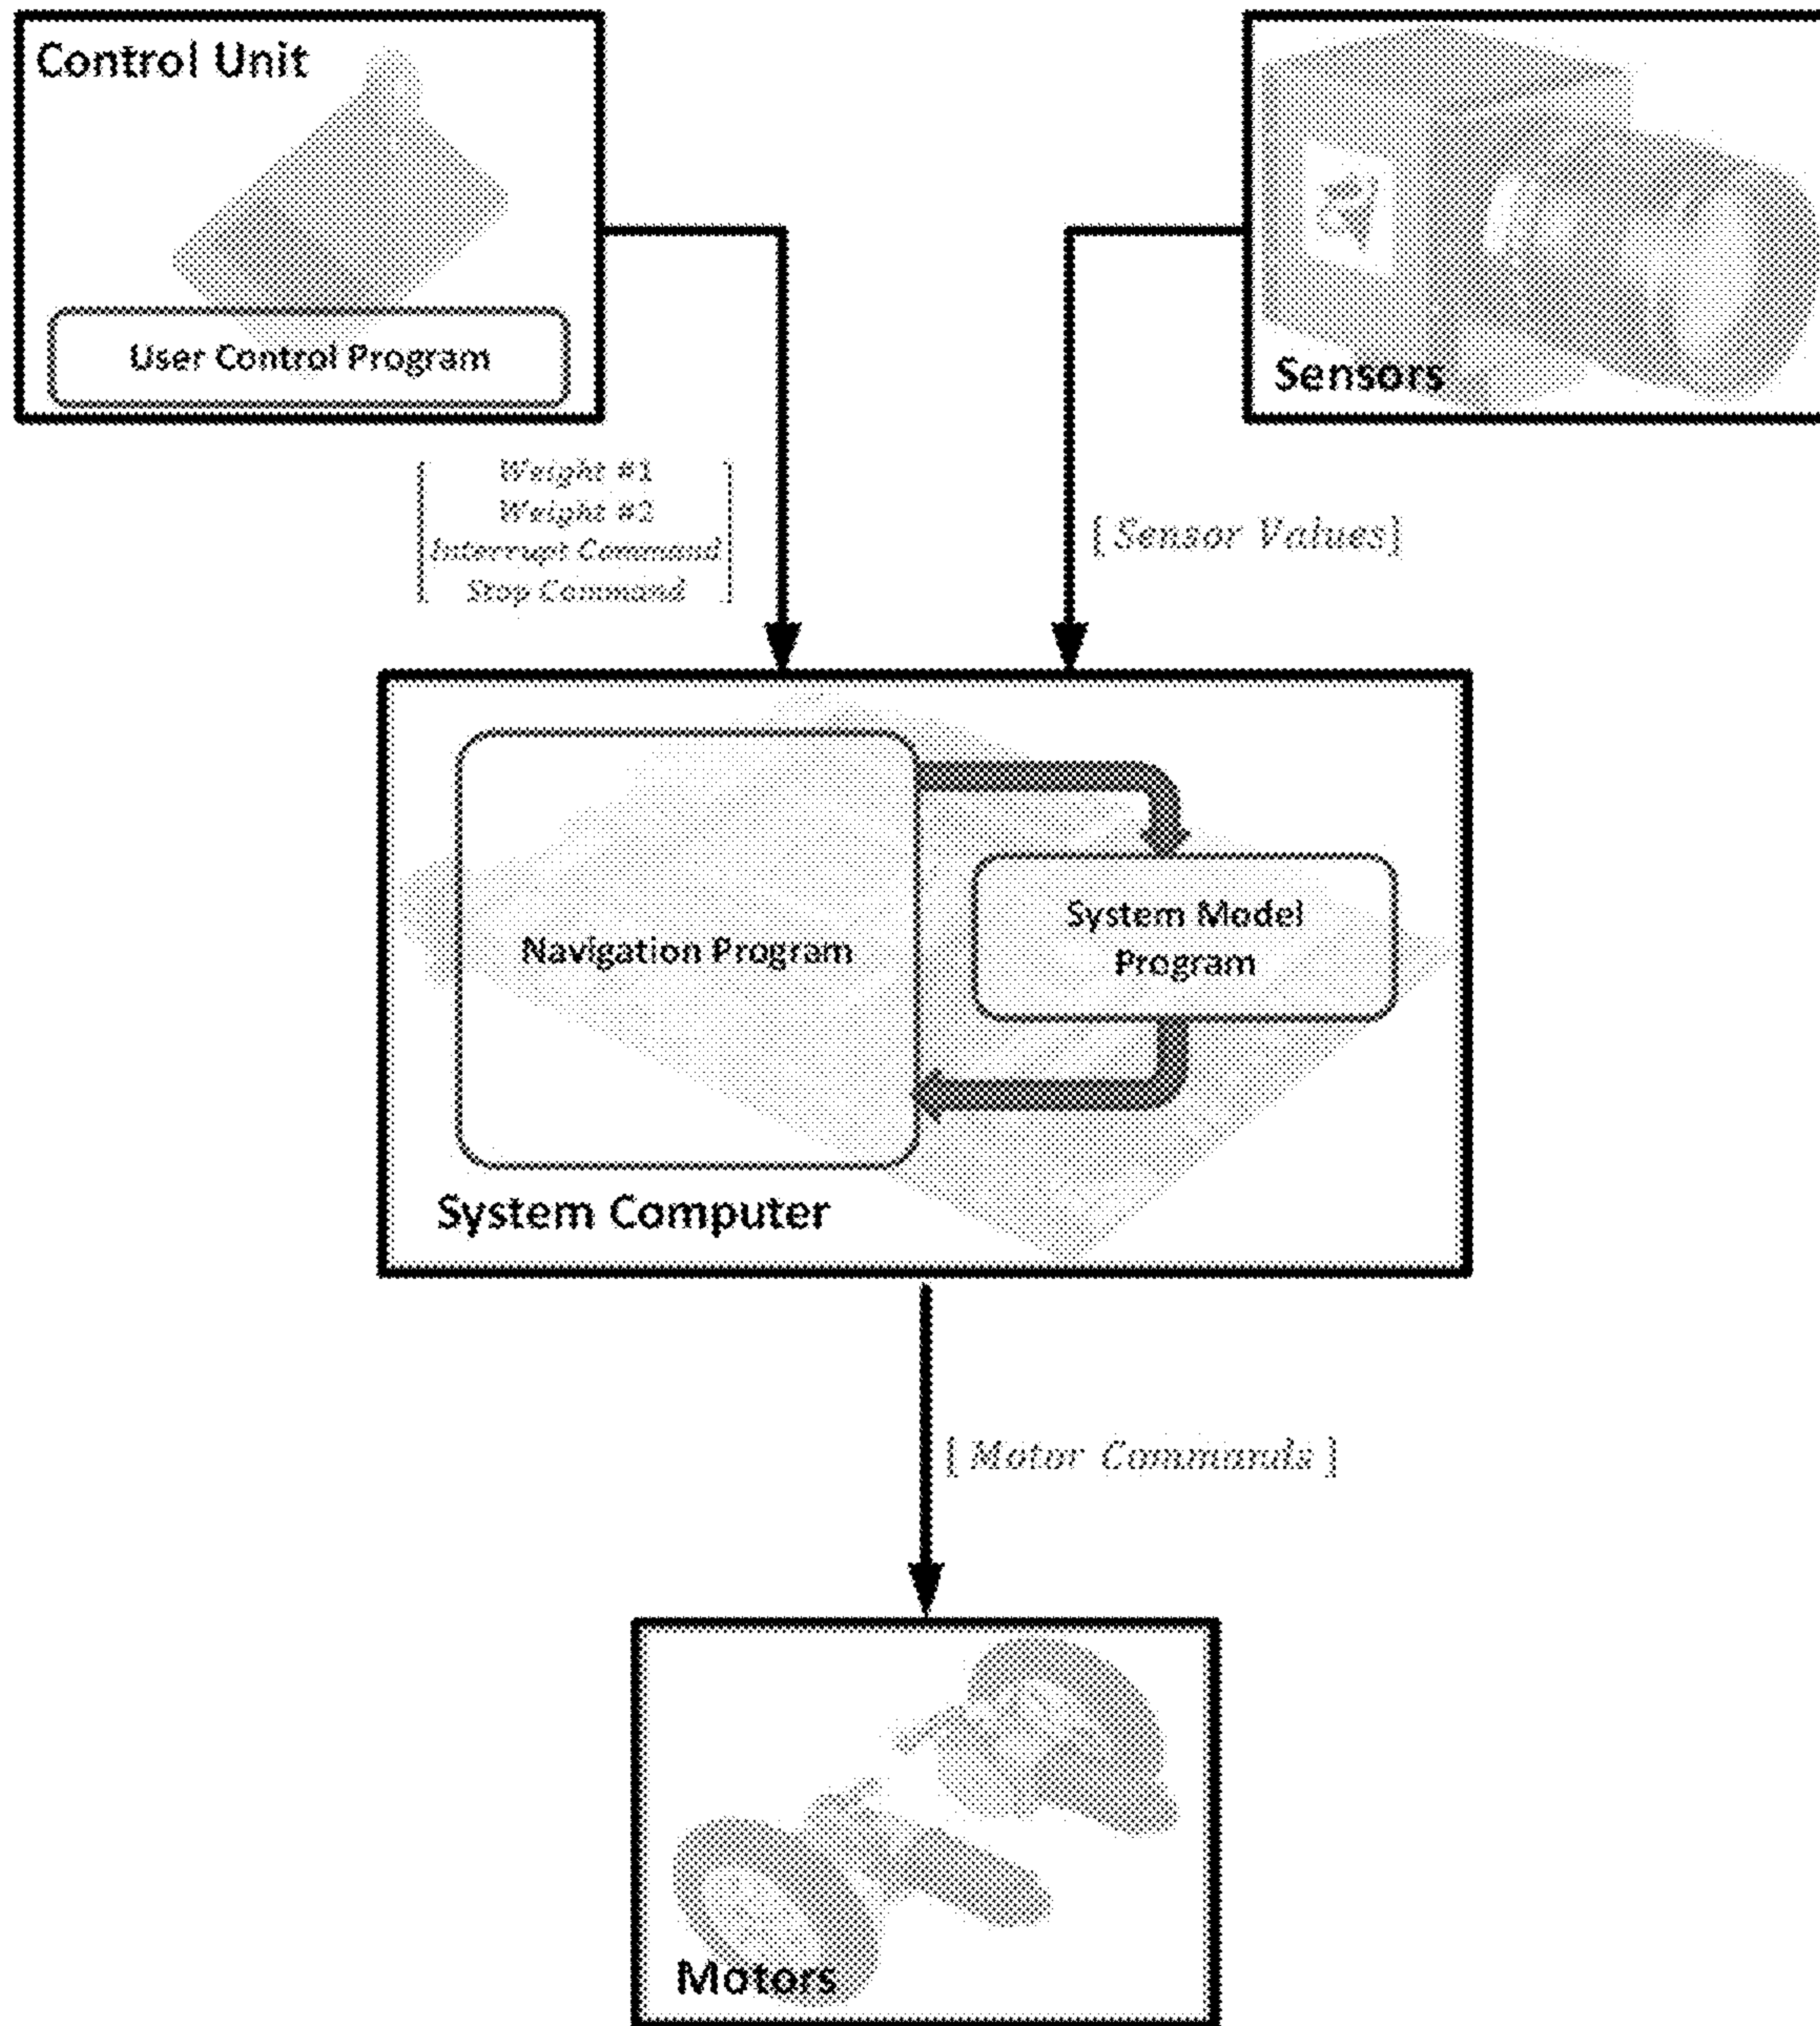 Control Unit
User Control Program
Sensors
Weight #1
Weight #2
Interrupt Command
Stop Command
[ Sensor Values]
Navigation Program
System Model
Program
System Computer
[ Motor Commands ]
Motors